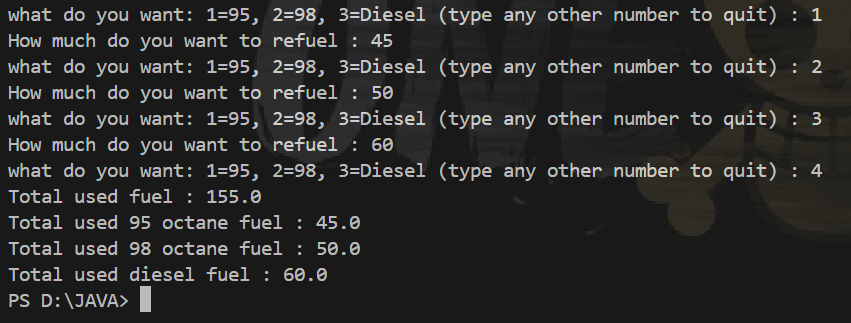 what do you want: 1=95, 2=98, 3=Diesel (type any other number to quit) : 1
How much do you want to refuel : 45
what do you want: 1=95, 2=98, 3=Diesel (type any other number to quit) : 2
How much do you want to refuel : 50
what do you want: 1=95, 2=98, 3=Diesel (type any other number to quit) : 3
How much do you want to refuel : 60
what do you want: 1=95, 2=98, 3=Diesel (type any other number to quit) : 4
Total used fuel : 155.0
Total used 95 octane fuel : 45.0
Total used 98 octane fuel : 50.0
Total used diesel fuel : 60.0
PS D:\JAVA>